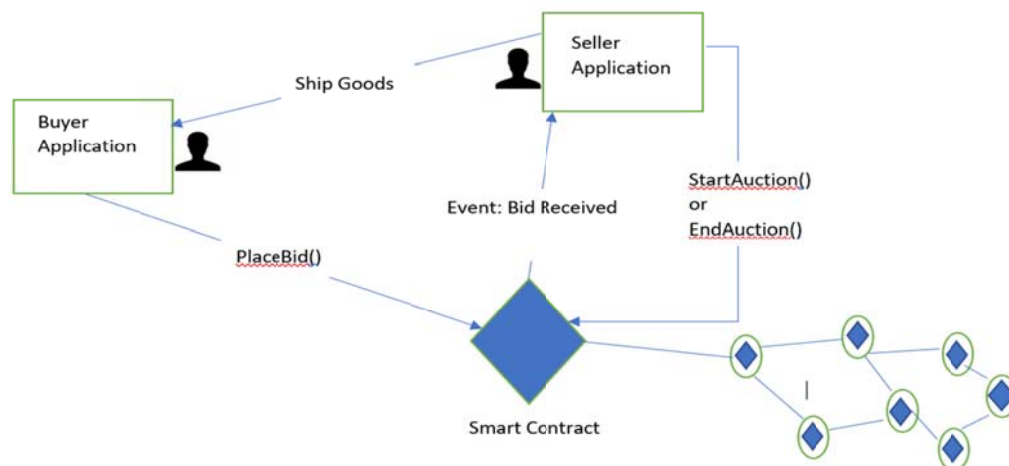 Seller
Application
Ship Goods
Buyer
Application
StartAuction()
or
EndAuction()
Event: Bid Received
PlaceBid()
Smart Contract